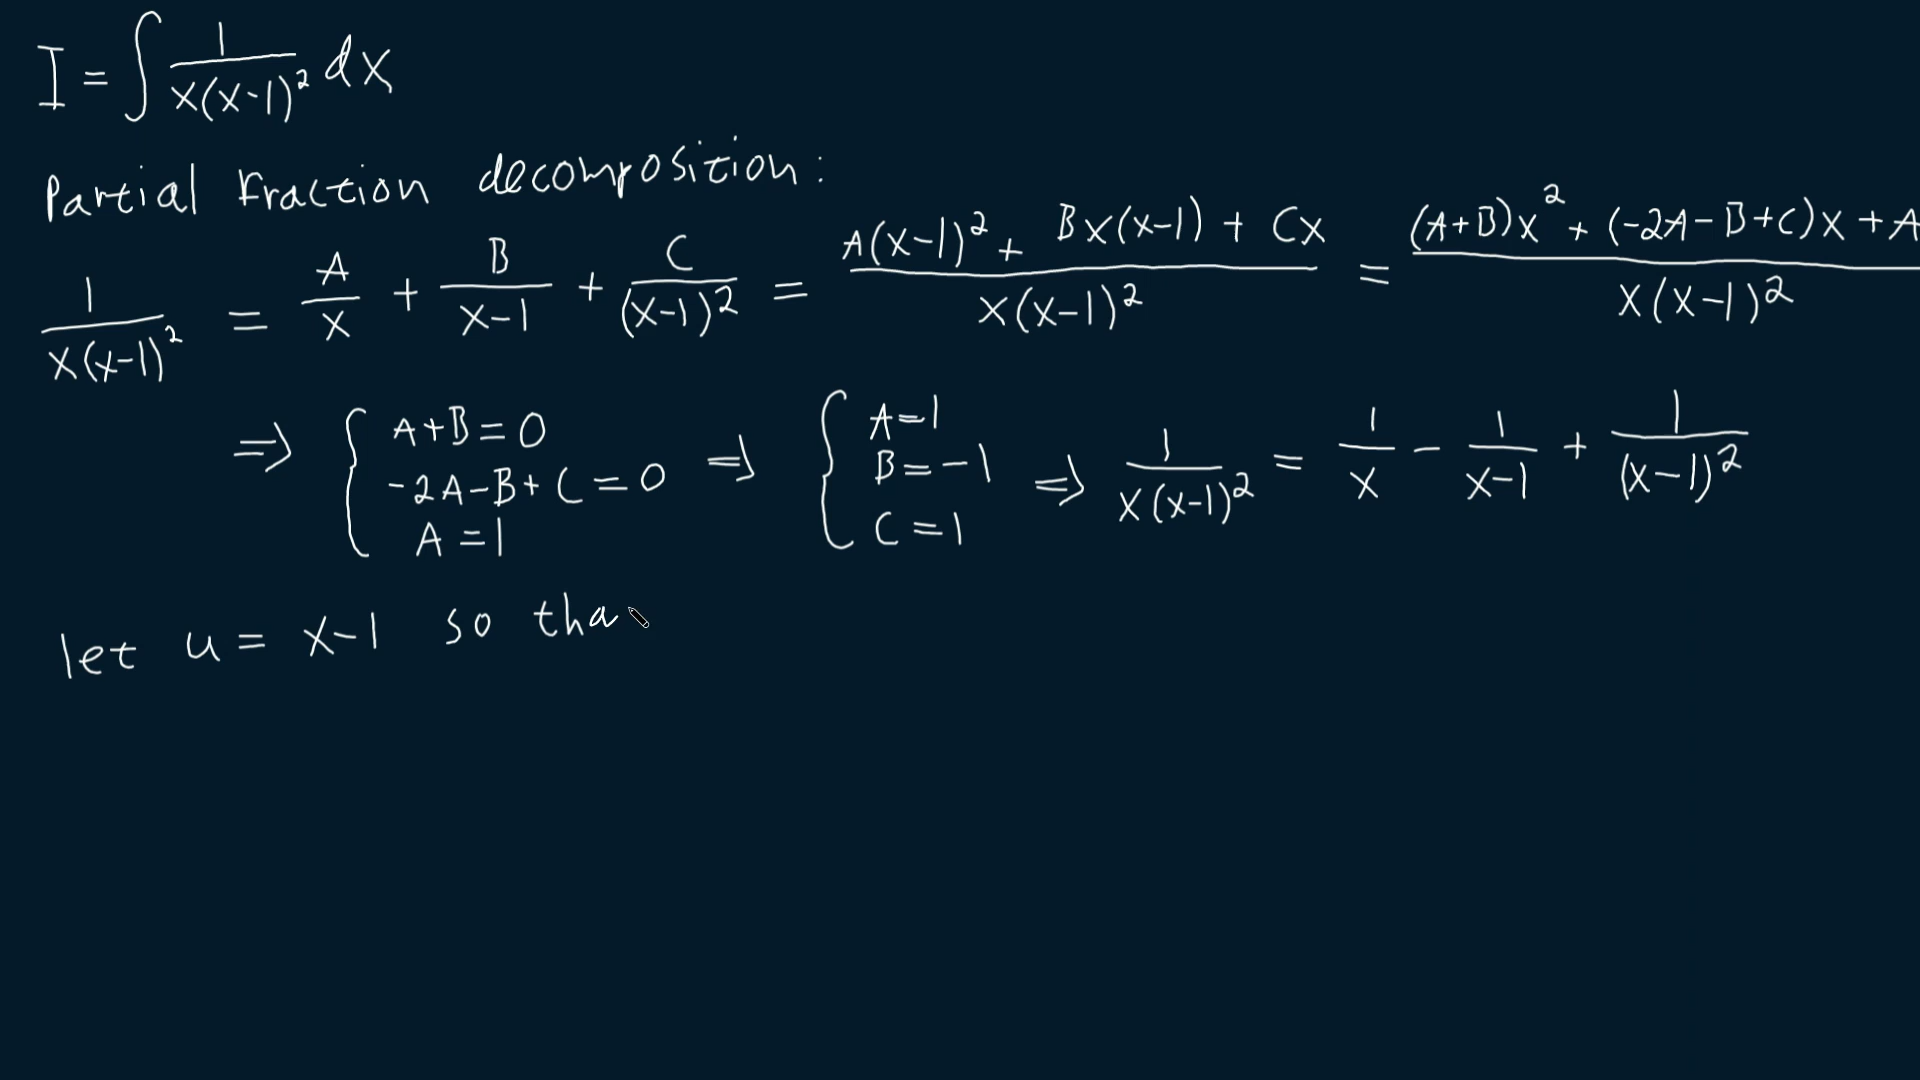 I = ∫ 1/(x(x-1)²) dx
Partial Fraction decomposition:
1/(x(x-1)²) = A/x + B/(x-1) + C/(x-1)² = (A(x-1)² + Bx(x-1) + Cx)/(x(x-1)²) = ((A+B)x² + (-2A-B+C)x + A)/(x(x-1)²)
⇒ { A+B=0, -2A-B+C=0, A=1 ⇒ { A=1, B=-1, C=1 ⇒ 1/(x(x-1)²) = 1/x - 1/(x-1) + 1/(x-1)²
let u = x-1 so tha